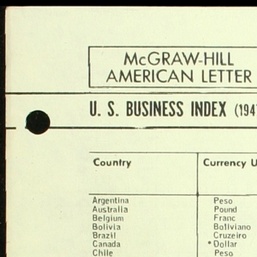 McGRAW-HILL
AMERICAN LETTER
U. S. BUSINESS INDEX (194
Country Currency U
Argentina Peso
Australia Pound
Belgium Franc
Bolivia Boliviano
Brazil Cruzeiro
Canada *Dollar
Chile Peso